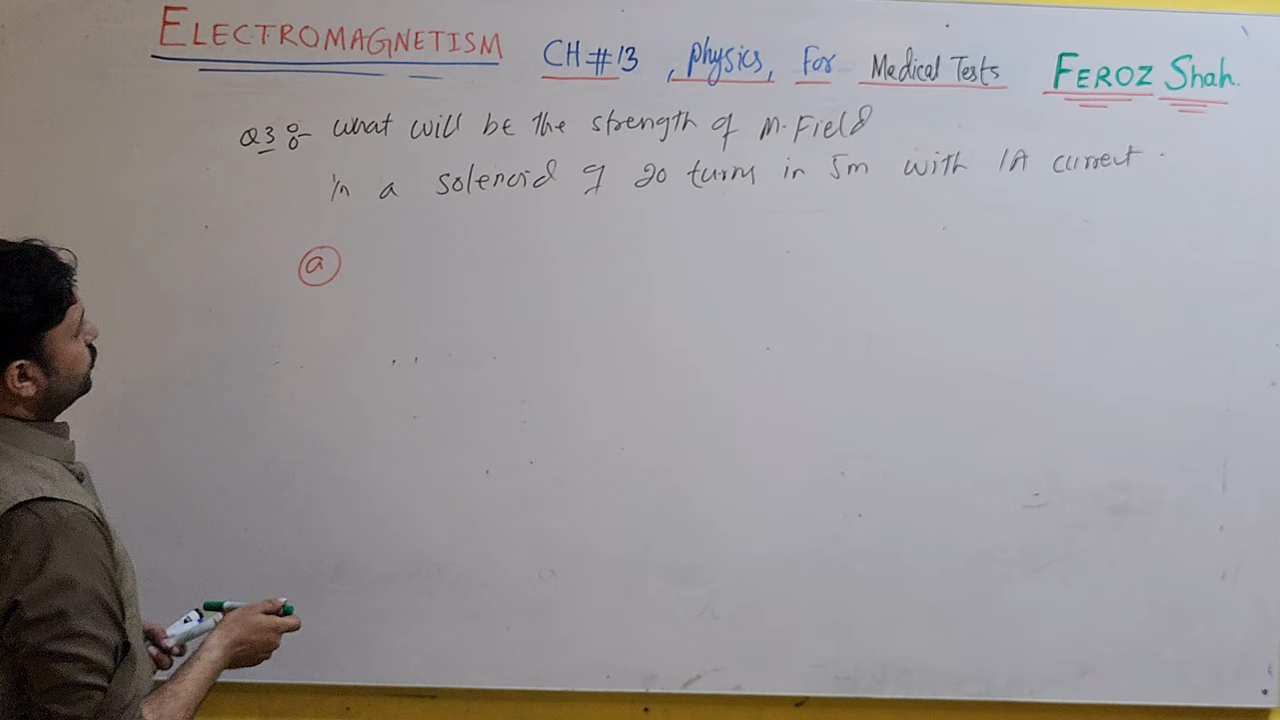 ELECTROMAGNETISM CH#13, Physics, For Medical Tests FEROZ Shah.
Q3:- What will be the strength of M.Field
in a solenoid of 20 turns in 5m with 1A current.
a